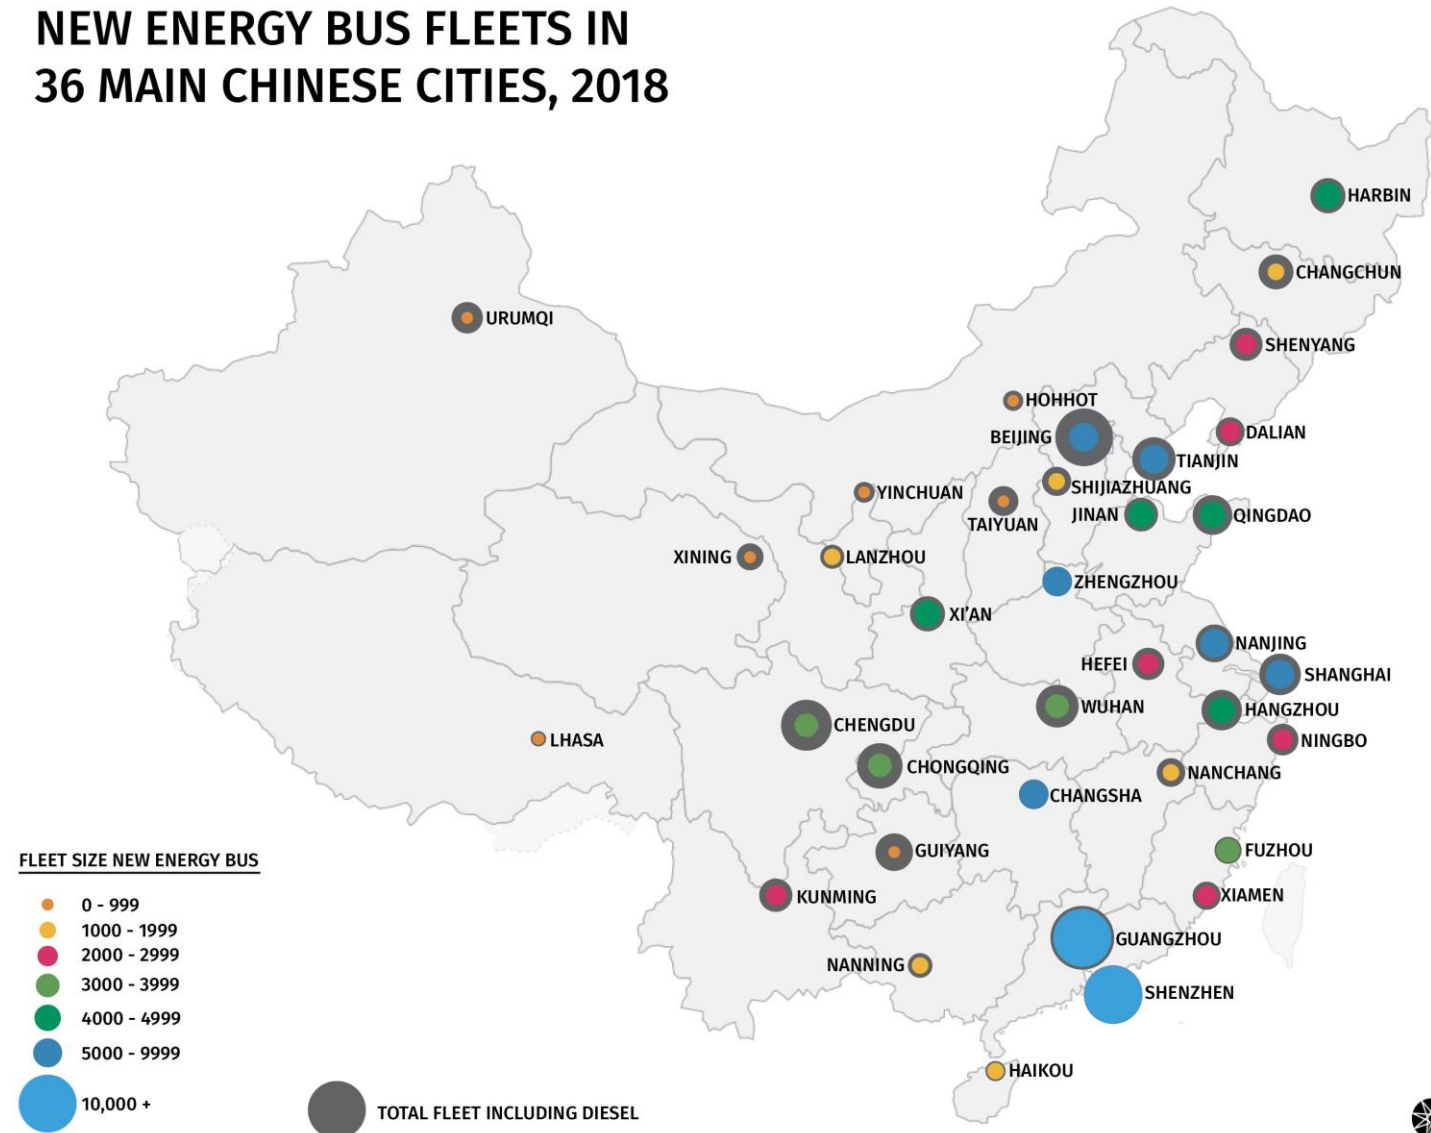 NEW ENERGY BUS FLEETS IN
36 MAIN CHINESE CITIES, 2018
HARBIN
CHANGCHUN
URUMQI
SHENYANG
HOHHOT
DALIAN
BEIJING
TIANJIN
SHIJIAZHUANG
YINCHUAN
TAIYUAN
JINAN
QINGDAO
XINING
LANZHOU
ZHENGZHOU
XI'AN
NANJING
HEFEI
SHANGHAI
WUHAN
HANGZHOU
CHENGDU
LHASA
NINGBO
CHONGQING
NANCHANG
CHANGSHA
GUIYANG
FUZHOU
KUNMING
XIAMEN
GUANGZHOU
NANNING
SHENZHEN
HAIKOU
FLEET SIZE NEW ENERGY BUS
0 - 999
1000 - 1999
2000 - 2999
3000 - 3999
4000 - 4999
5000 - 9999
10,000 +
TOTAL FLEET INCLUDING DIESEL